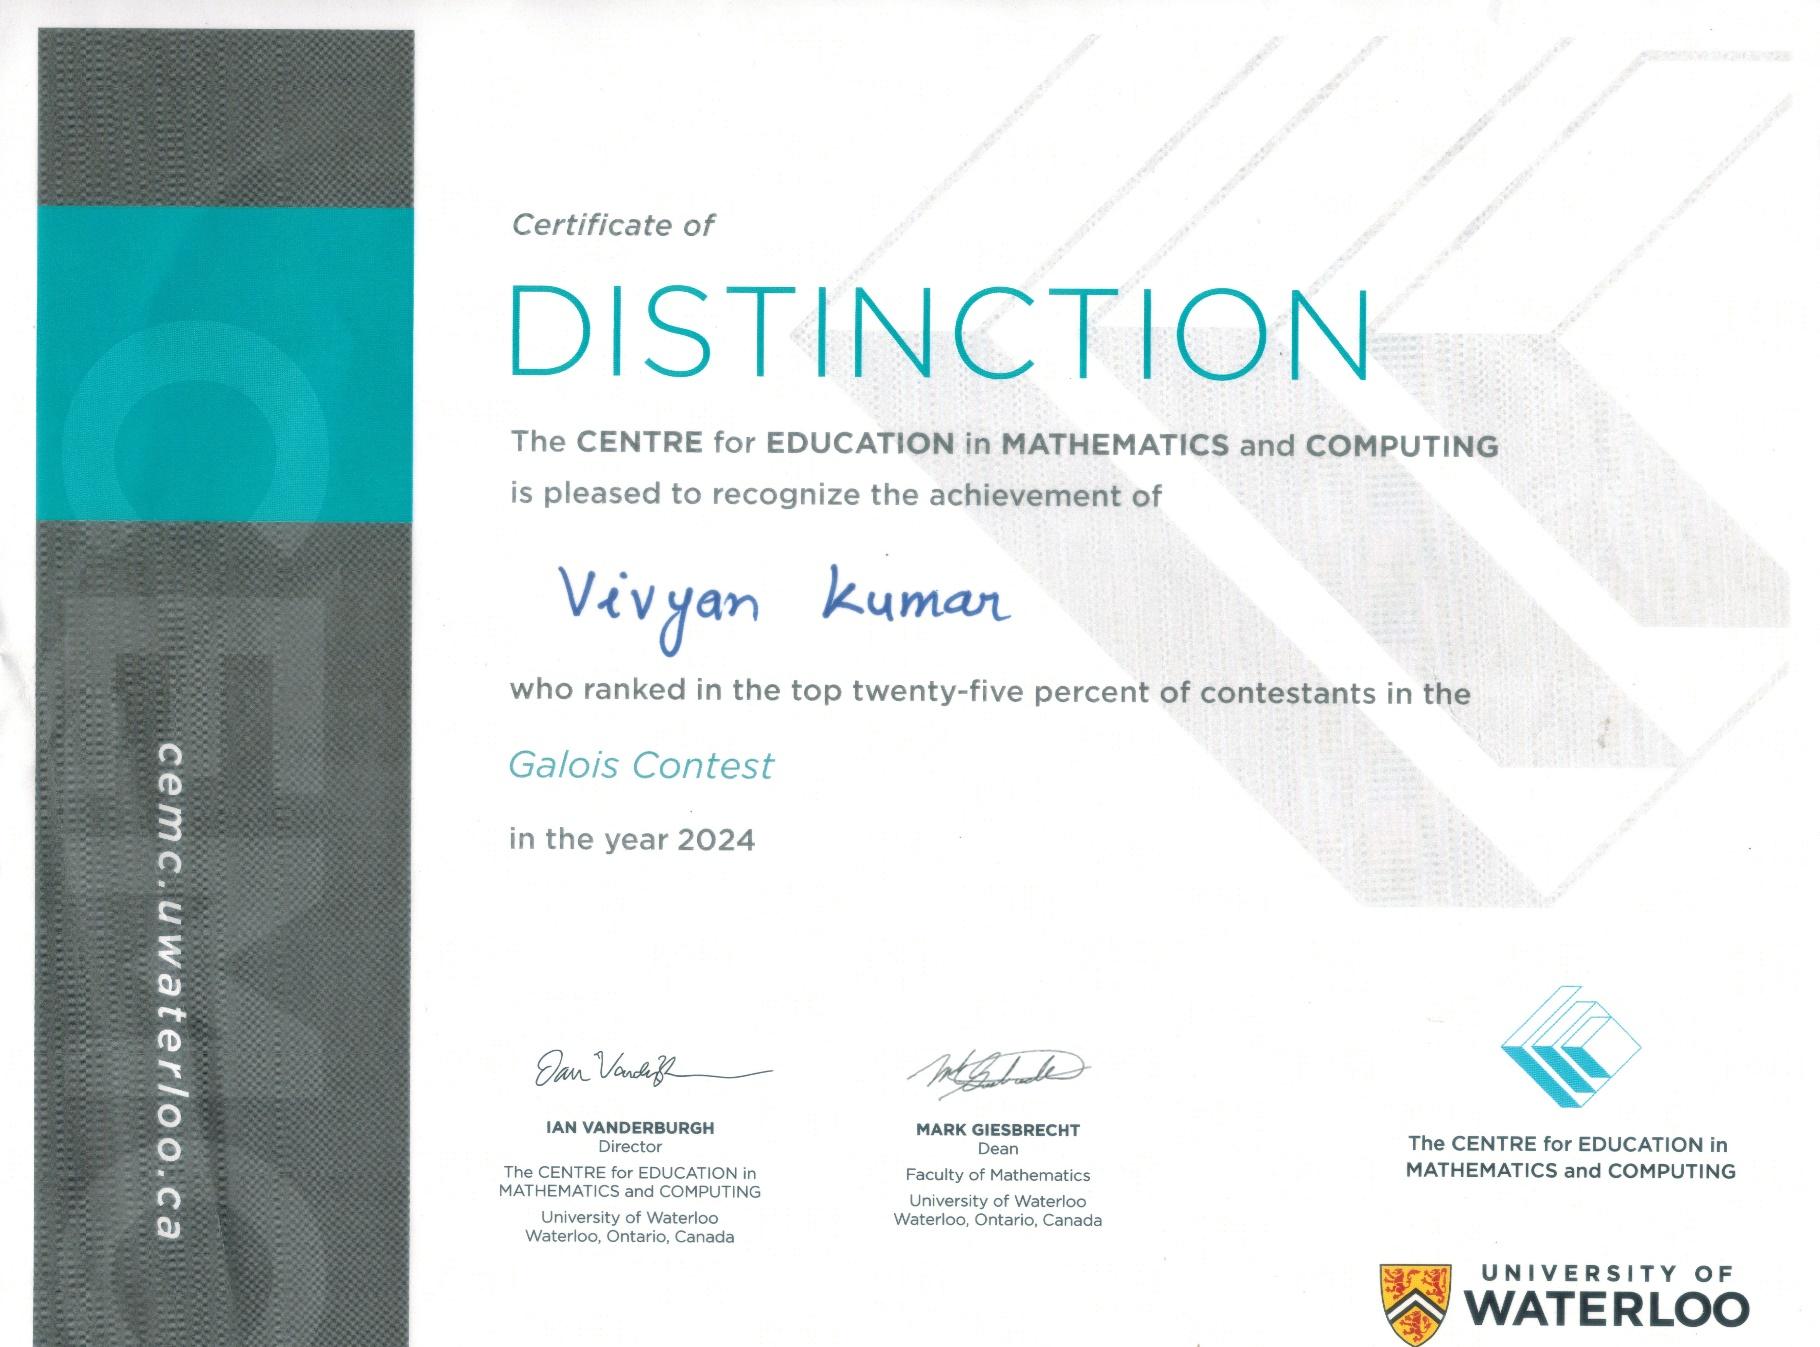 Certificate of
DISTINCTION
The CENTRE for EDUCATION in MATHEMATICS and COMPUTING
is pleased to recognize the achievement of
Vivyan Kumar
who ranked in the top twenty-five percent of contestants in the
Galois Contest
in the year 2024
cemc.uwaterloo.ca
IAN VANDERBURGH
Director
The CENTRE for EDUCATION in
MATHEMATICS and COMPUTING
University of Waterloo
Waterloo, Ontario, Canada
MARK GIESBRECHT
Dean
Faculty of Mathematics
University of Waterloo
Waterloo, Ontario, Canada
The CENTRE for EDUCATION in
MATHEMATICS and COMPUTING
UNIVERSITY OF
WATERLOO